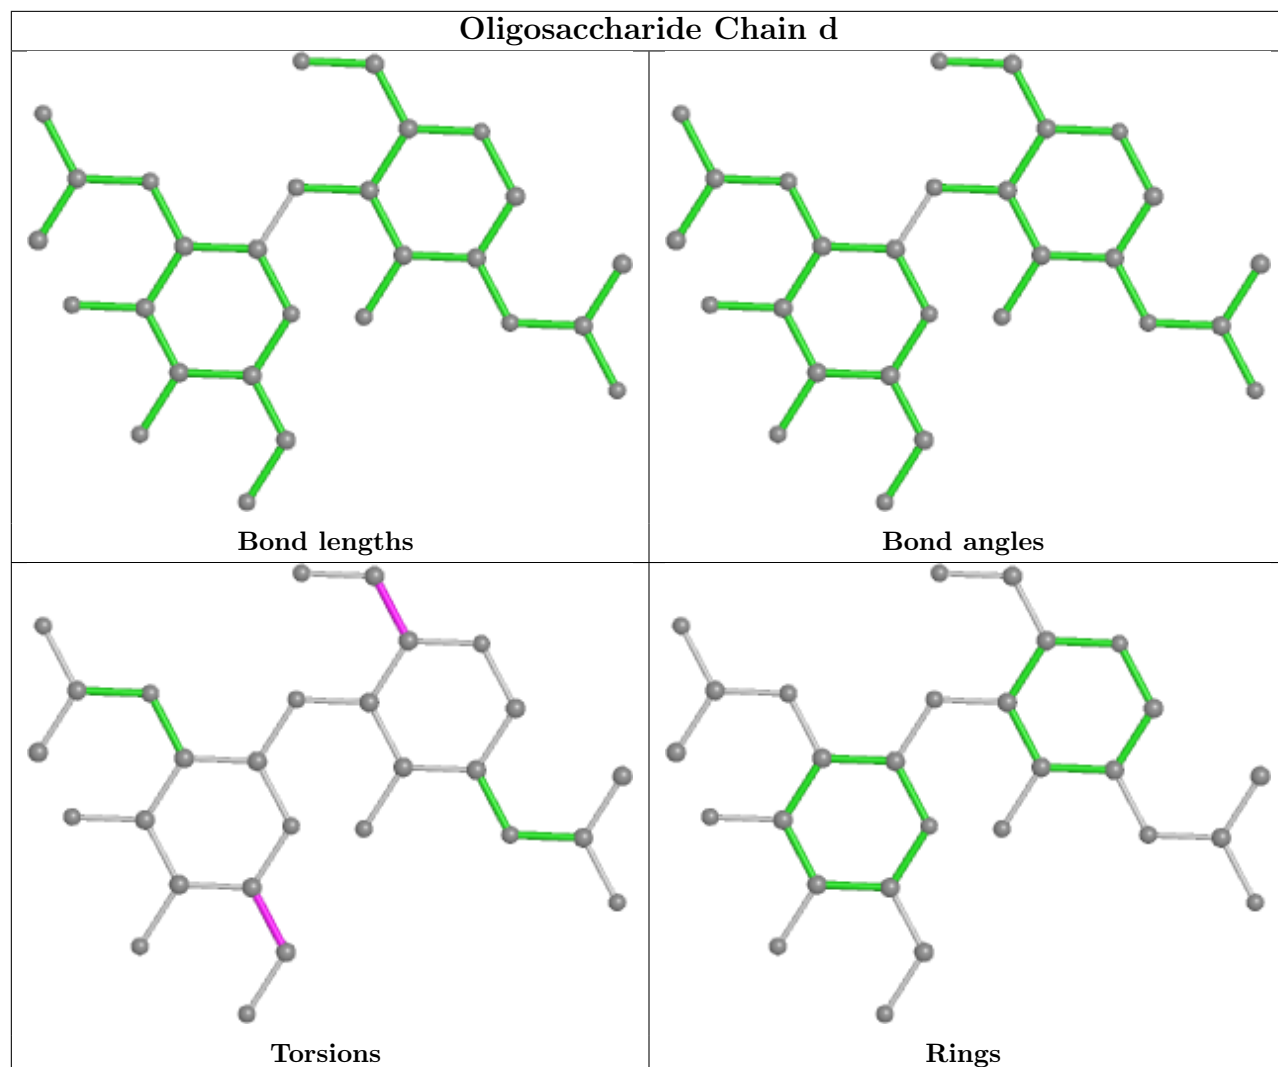 Oligosaccharide Chain d
Bond lengths
Bond angles
Torsions
Rings